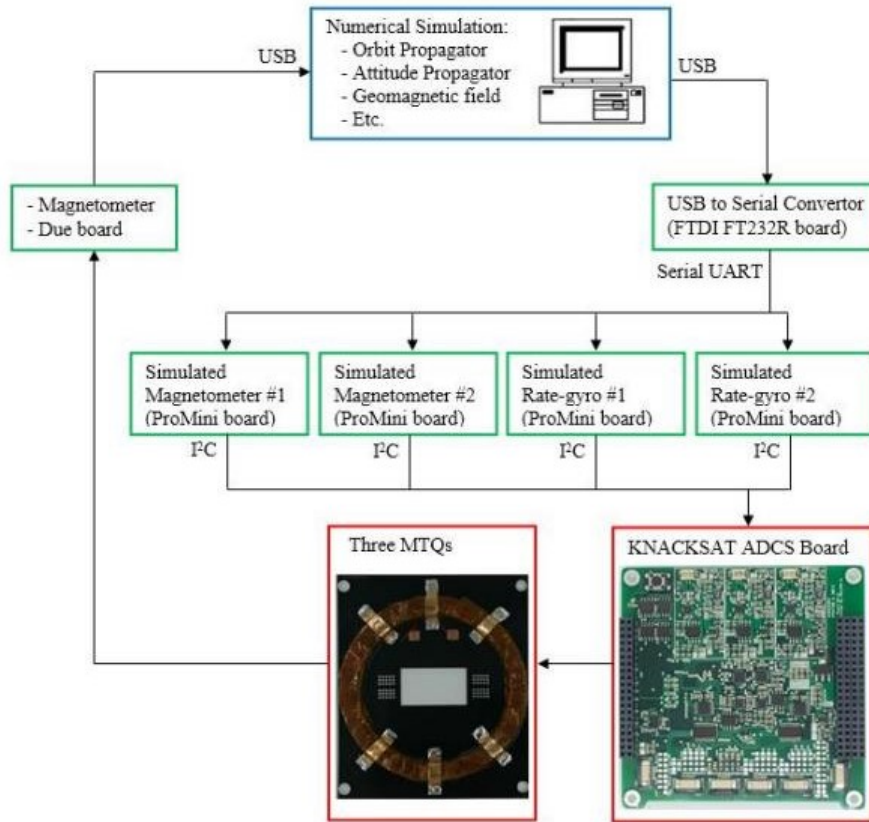 Numerical Simulation:
- Orbit Propagator
- Attitude Propagator
- Geomagnetic field
- Etc.
USB
USB
- Magnetometer
- Due board
USB to Serial Convertor
(FTDI FT232R board)
Serial UART
Simulated
Magnetometer #1
(ProMini board)
Simulated
Magnetometer #2
(ProMini board)
Simulated
Rate-gyro #1
(ProMini board)
Simulated
Rate-gyro #2
(ProMini board)
I²C
I²C
I²C
I²C
Three MTQs
KNACKSAT ADCS Board